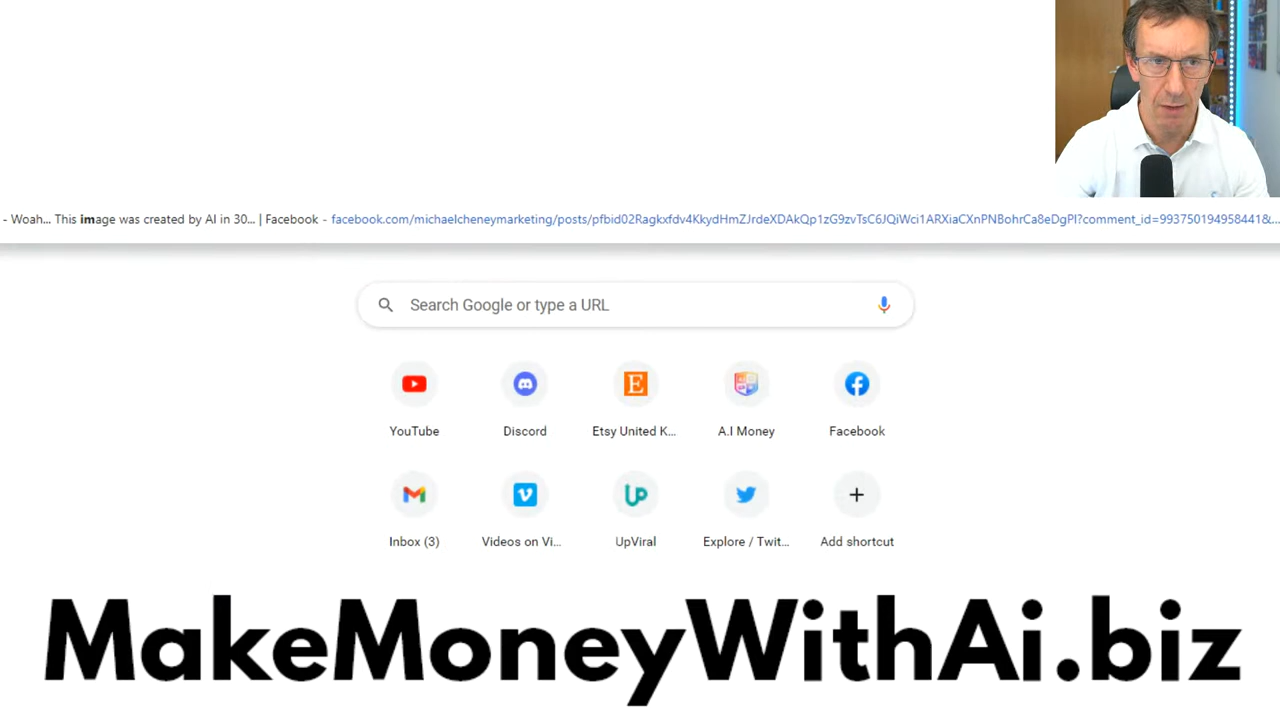 - Woah... This image was created by AI in 30... | Facebook - facebook.com/michaelcheneymarketing/posts/pfbid02Ragkxfdv4KkydHmZJrdeXDAkQp1zG9zvTsC6JQiWci1ARXiaCXnPNBohrCa8eDgPl?comment_id=993750194958441&...
Search Google or type a URL
YouTube
Discord
Etsy United K...
A.I Money
Facebook
Inbox (3)
Videos on Vi...
UpViral
Explore / Twit...
Add shortcut
MakeMoneyWithAi.biz